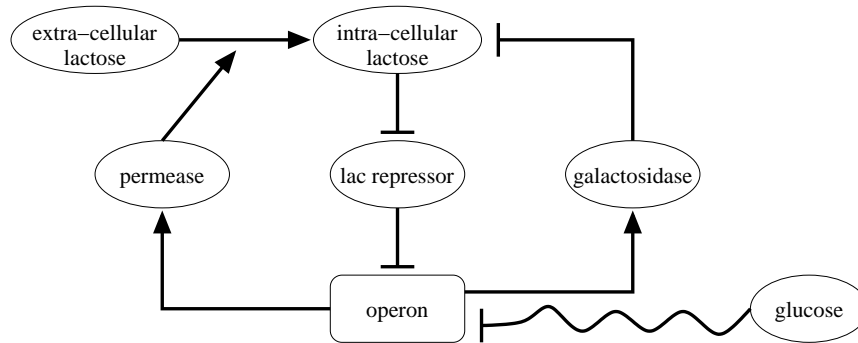 extra−cellular
lactose
intra−cellular
lactose
permease
lac repressor
galactosidase
operon
glucose